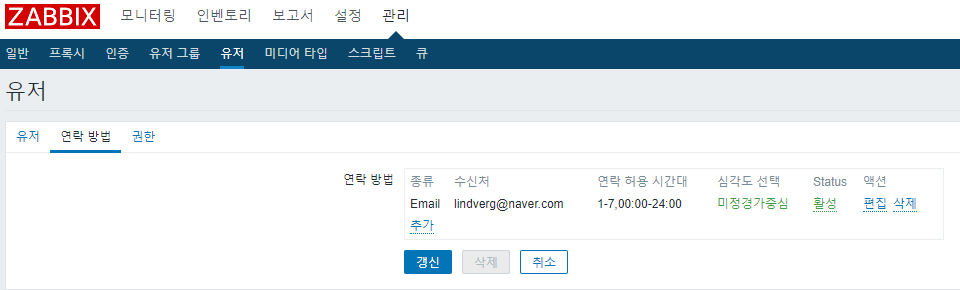 ZABBIX 모니터링 인벤토리 보고서 설정 관리
일반 프록시 인증 유저 그룹 유저 미디어 타입 스크립트 큐
유저
유저 연락 방법 권한
연락 방법 종류 수신처 연락 허용 시간대 심각도 선택 Status 액션
Email lindverg@naver.com 1-7,00:00-24:00 미정경가중심 활성 편집 삭제
추가
갱신 삭제 취소